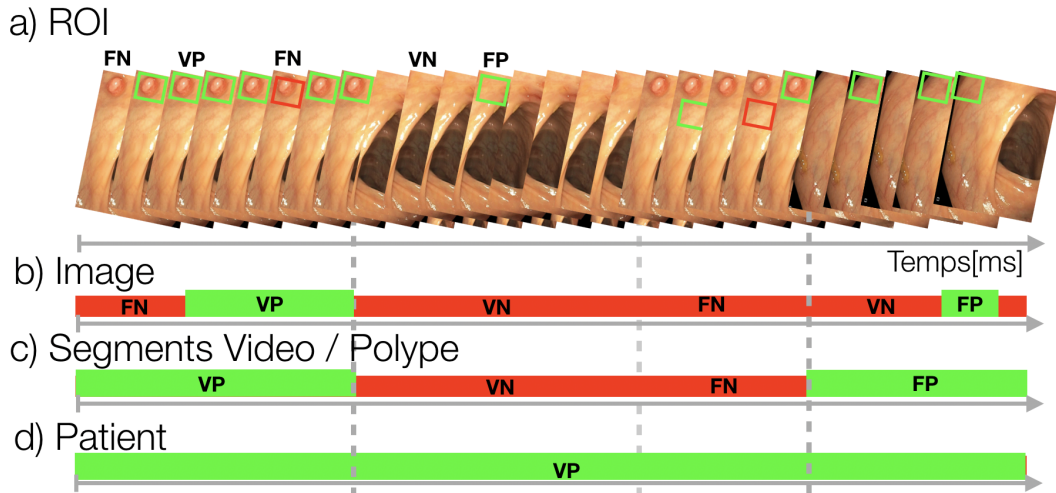 a) ROI
FN VP FN VN FP
Temps[ms]
b) Image
FN VP VN FN VN FP
c) Segments Video / Polype
VP VN FN FP
d) Patient
VP